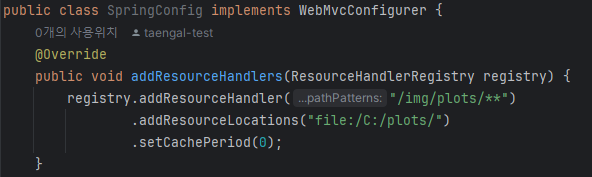 public class SpringConfig implements WebMvcConfigurer {
0개의 사용위치 taengal-test
@Override
public void addResourceHandlers(ResourceHandlerRegistry registry) {
registry.addResourceHandler( ...pathPatterns: "/img/plots/**")
.addResourceLocations("file:/C:/plots/")
.setCachePeriod(0);
}